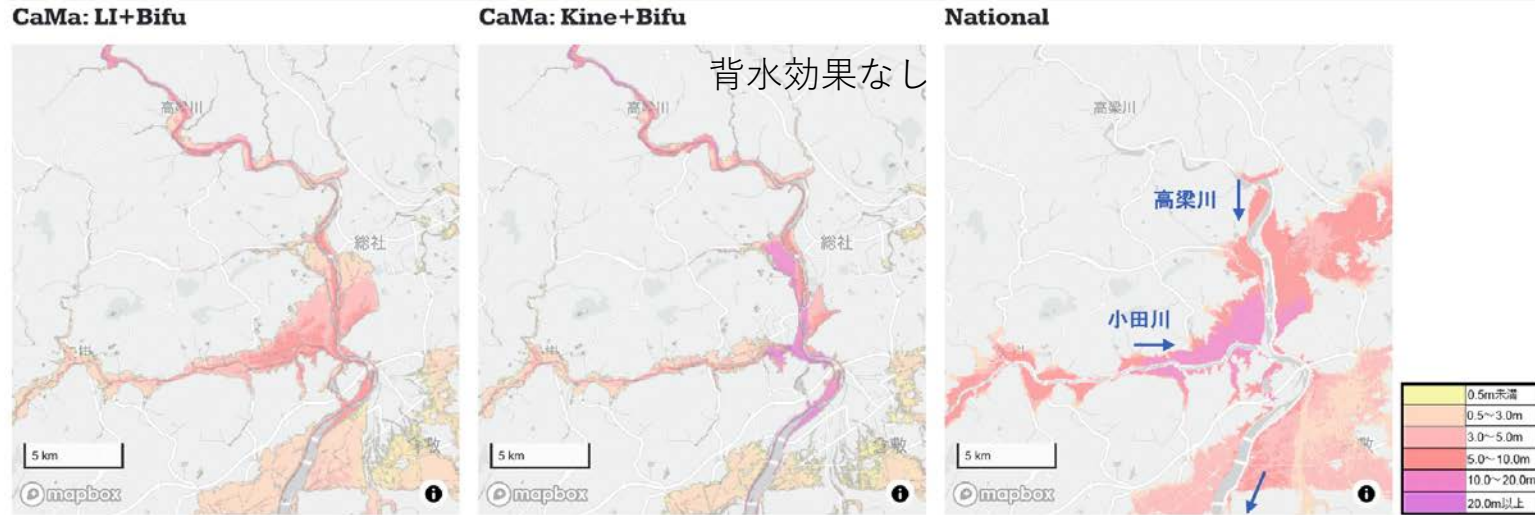 CaMa: LI+Bifu
CaMa: Kine+Bifu
National
背水効果なし
高梁川
総社
5 km
mapbox
高梁川
総社
5 km
mapbox
高梁川
高梁川
小田川
5 km
mapbox
0.5m未満
0.5～3.0m
3.0～5.0m
5.0～10.0m
10.0～20.0m
20.0m以上